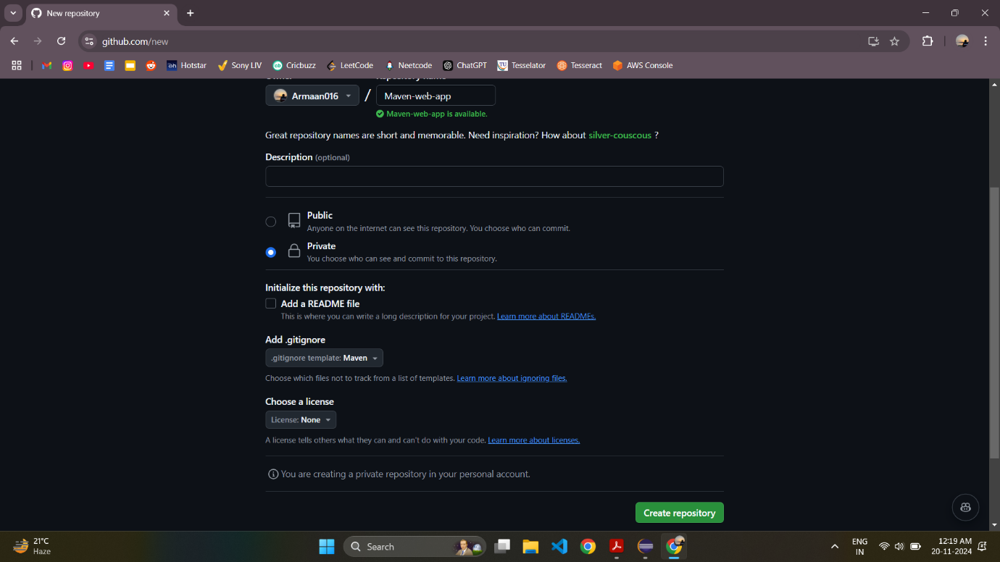 New repository
github.com/new
Hotstar
Sony LIV
Cricbuzz
LeetCode
Neetcode
ChatGPT
Tesselator
Tesseract
AWS Console
Owner Repository name
Armaan016 / Maven-web-app
Maven-web-app is available.
Great repository names are short and memorable. Need inspiration? How about silver-couscous ?
Description (optional)
Public
Anyone on the internet can see this repository. You choose who can commit.
Private
You choose who can see and commit to this repository.
Initialize this repository with:
Add a README file
This is where you can write a long description for your project. Learn more about READMEs.
Add .gitignore
.gitignore template: Maven
Choose which files not to track from a list of templates. Learn more about ignoring files.
Choose a license
License: None
A license tells others what they can and can't do with your code. Learn more about licenses.
You are creating a private repository in your personal account.
Create repository
21°C
Haze
Search
ENG
IN
12:19 AM
20-11-2024